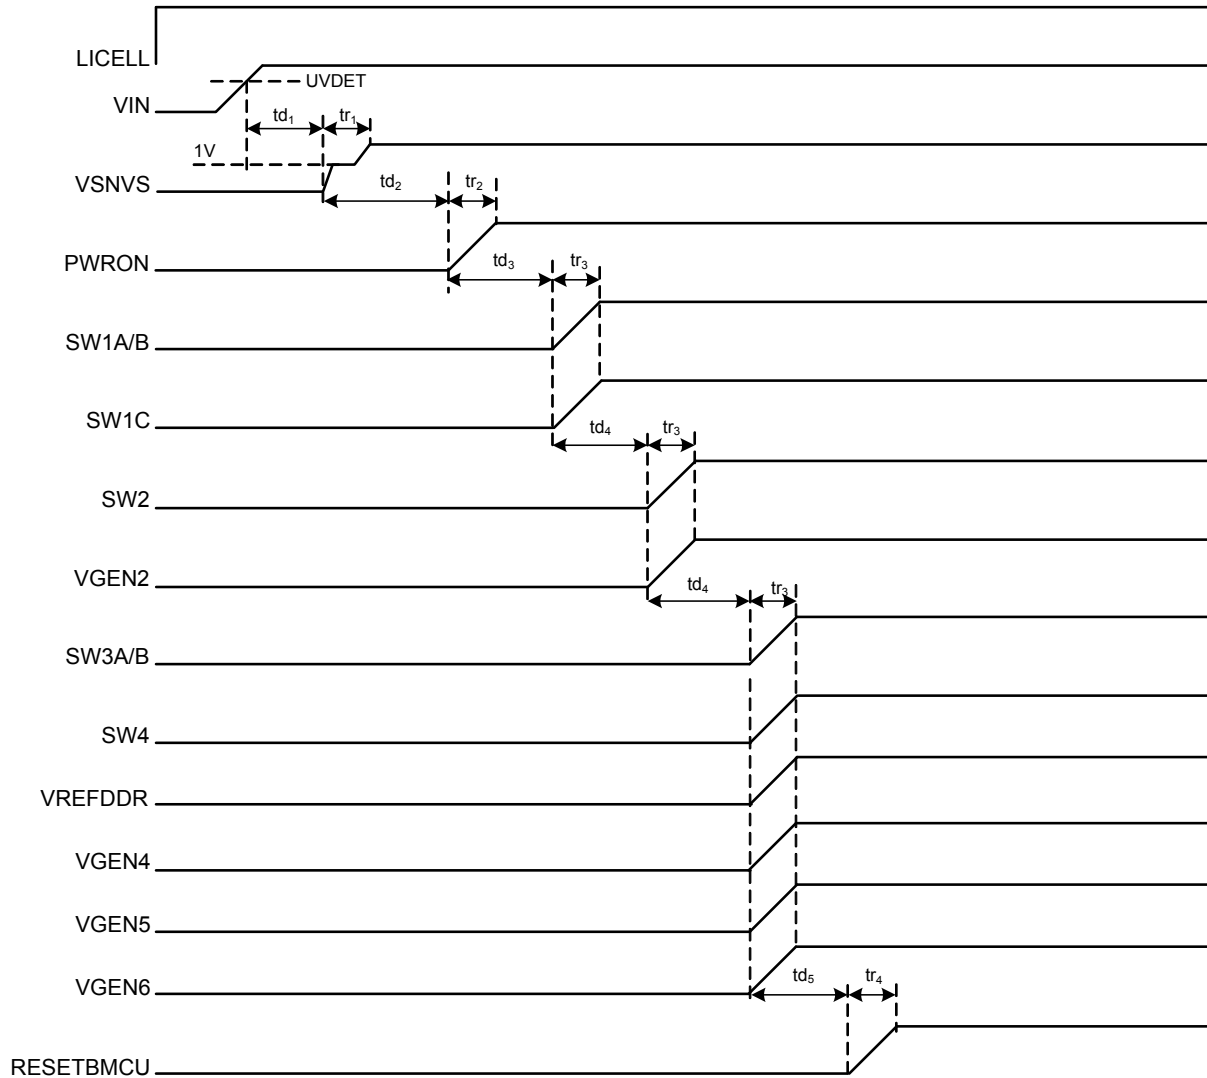 LICELL
UVDET
VIN
td₁ tr₁
1V
VSNVS
td₂ tr₂
PWRON
td₃ tr₃
SW1A/B
SW1C
td₄ tr₃
SW2
VGEN2
td₄ tr₃
SW3A/B
SW4
VREFDDR
VGEN4
VGEN5
VGEN6
td₅ tr₄
RESETBMCU